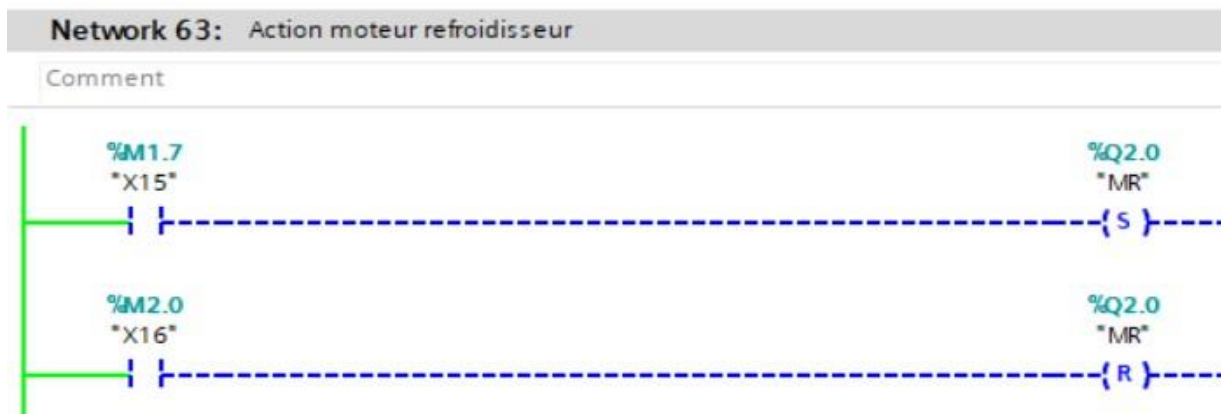 Network 63: Action moteur refroidisseur
Comment
%M1.7 %Q2.0
"X15" "MR"
S
%M2.0 %Q2.0
"X16" "MR"
R